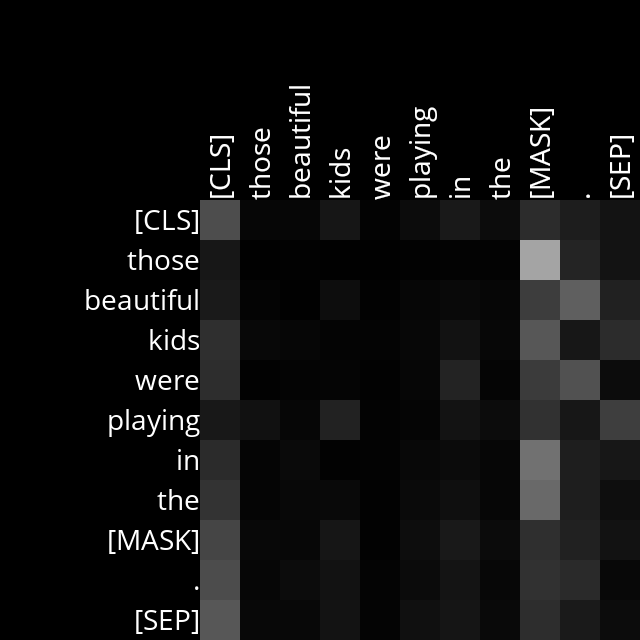 [CLS] those beautiful kids were playing in the [MASK] . [SEP]
[CLS]
those
beautiful
kids
were
playing
in
the
[MASK]
.
[SEP]